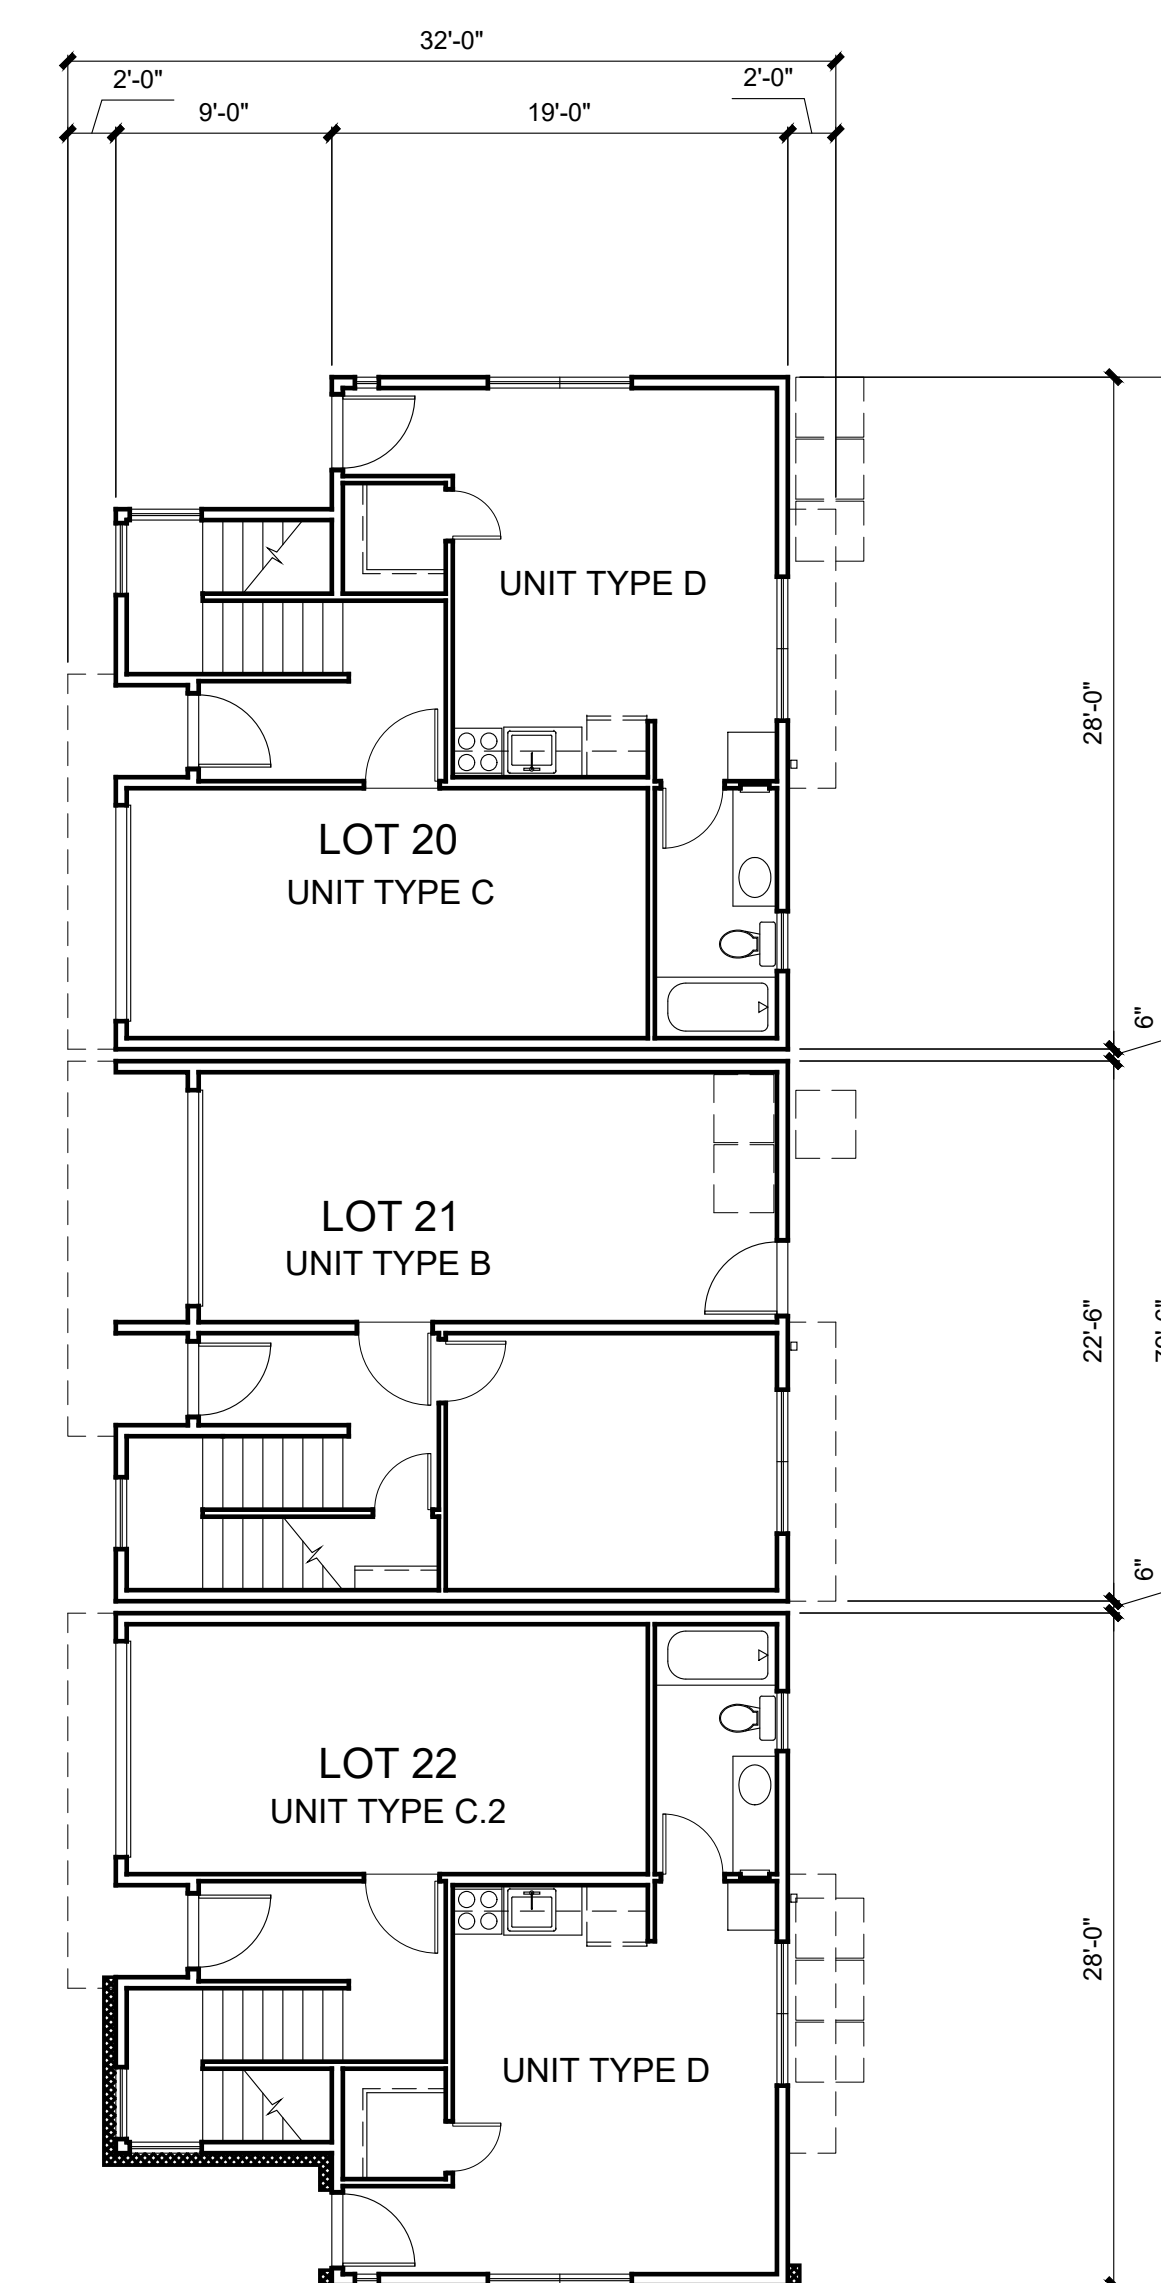 32'-0"
2'-0"
2'-0"
9'-0"
19'-0"
UNIT TYPE D
28'-0"
LOT 20
UNIT TYPE C
6"
LOT 21
UNIT TYPE B
22'-6"
6"
LOT 22
UNIT TYPE C.2
28'-0"
UNIT TYPE D